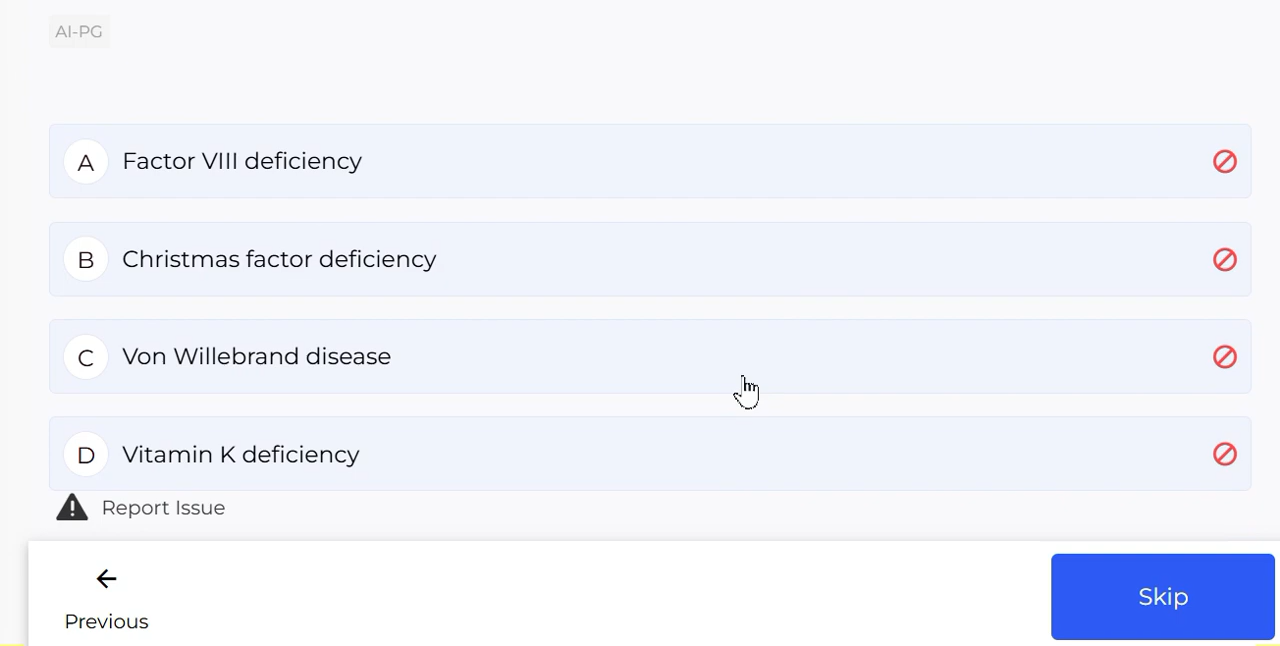 AI-PG
A Factor VIII deficiency
B Christmas factor deficiency
C Von Willebrand disease
D Vitamin K deficiency
Report Issue
Previous
Skip